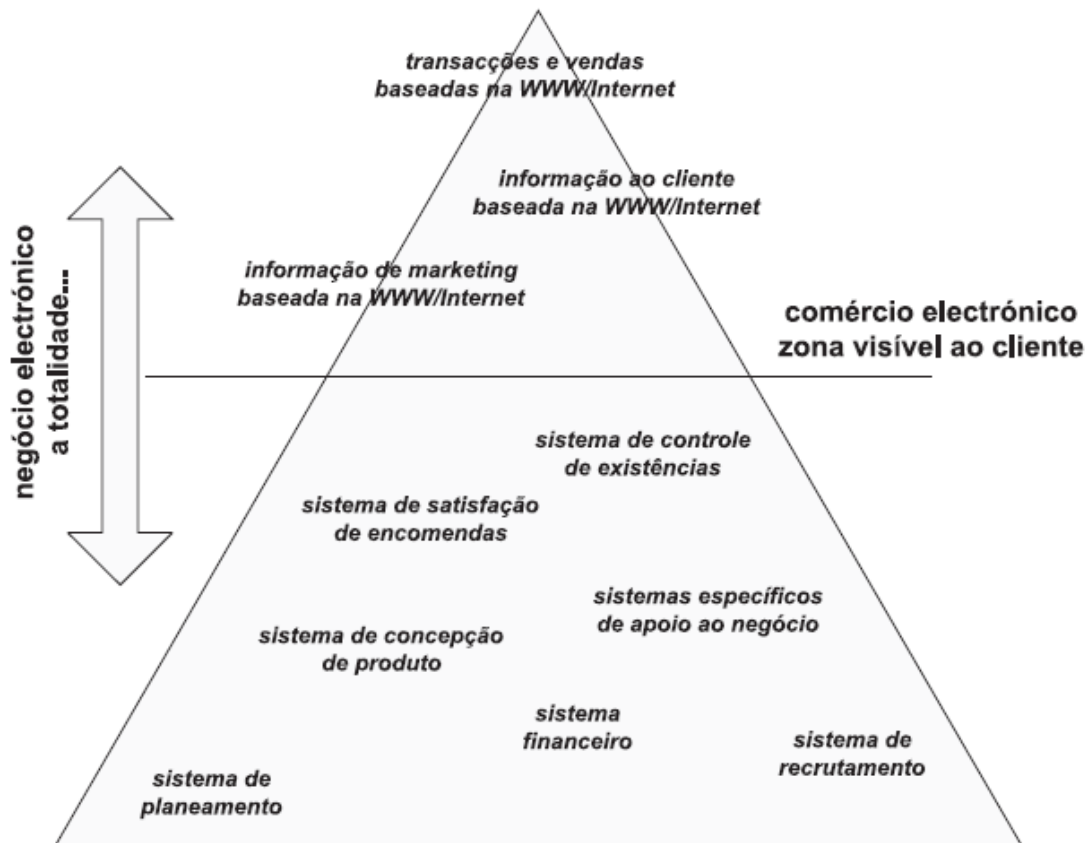 transacções e vendas
baseadas na WWW/Internet
informação ao cliente
baseada na WWW/Internet
informação de marketing
baseada na WWW/Internet
negócio electrónico
a totalidade...
comércio electrónico
zona visível ao cliente
sistema de controle
de existências
sistema de satisfação
de encomendas
sistemas específicos
de apoio ao negócio
sistema de concepção
de produto
sistema
financeiro
sistema de
recrutamento
sistema de
planeamento